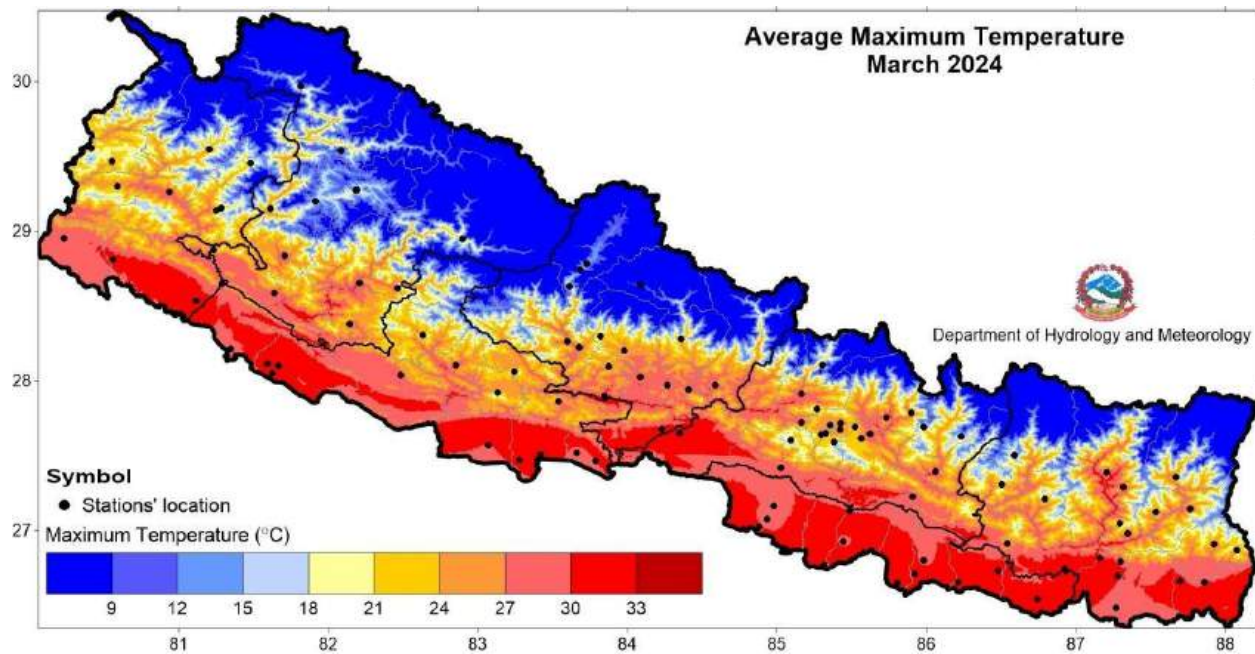 Average Maximum Temperature
March 2024
30
29
28
27
Department of Hydrology and Meteorology
Symbol
Stations' location
Maximum Temperature (°C)
9 12 15 18 21 24 27 30 33
81 82 83 84 85 86 87 88